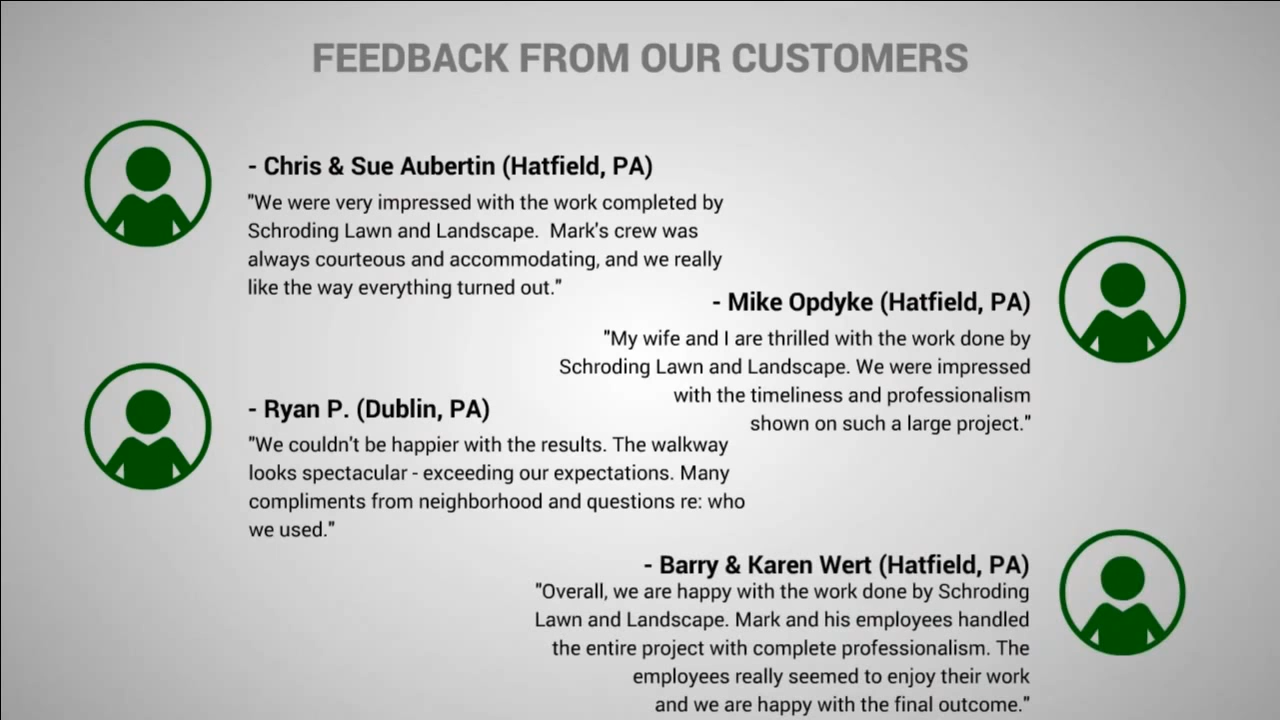 FEEDBACK FROM OUR CUSTOMERS
- Chris & Sue Aubertin (Hatfield, PA)
"We were very impressed with the work completed by
Schroding Lawn and Landscape.  Mark's crew was
always courteous and accommodating, and we really
like the way everything turned out."
- Mike Opdyke (Hatfield, PA)
"My wife and I are thrilled with the work done by
Schroding Lawn and Landscape. We were impressed
with the timeliness and professionalism
shown on such a large project."
- Ryan P. (Dublin, PA)
"We couldn't be happier with the results. The walkway
looks spectacular - exceeding our expectations. Many
compliments from neighborhood and questions re: who
we used."
- Barry & Karen Wert (Hatfield, PA)
"Overall, we are happy with the work done by Schroding
Lawn and Landscape. Mark and his employees handled
the entire project with complete professionalism. The
employees really seemed to enjoy their work
and we are happy with the final outcome."